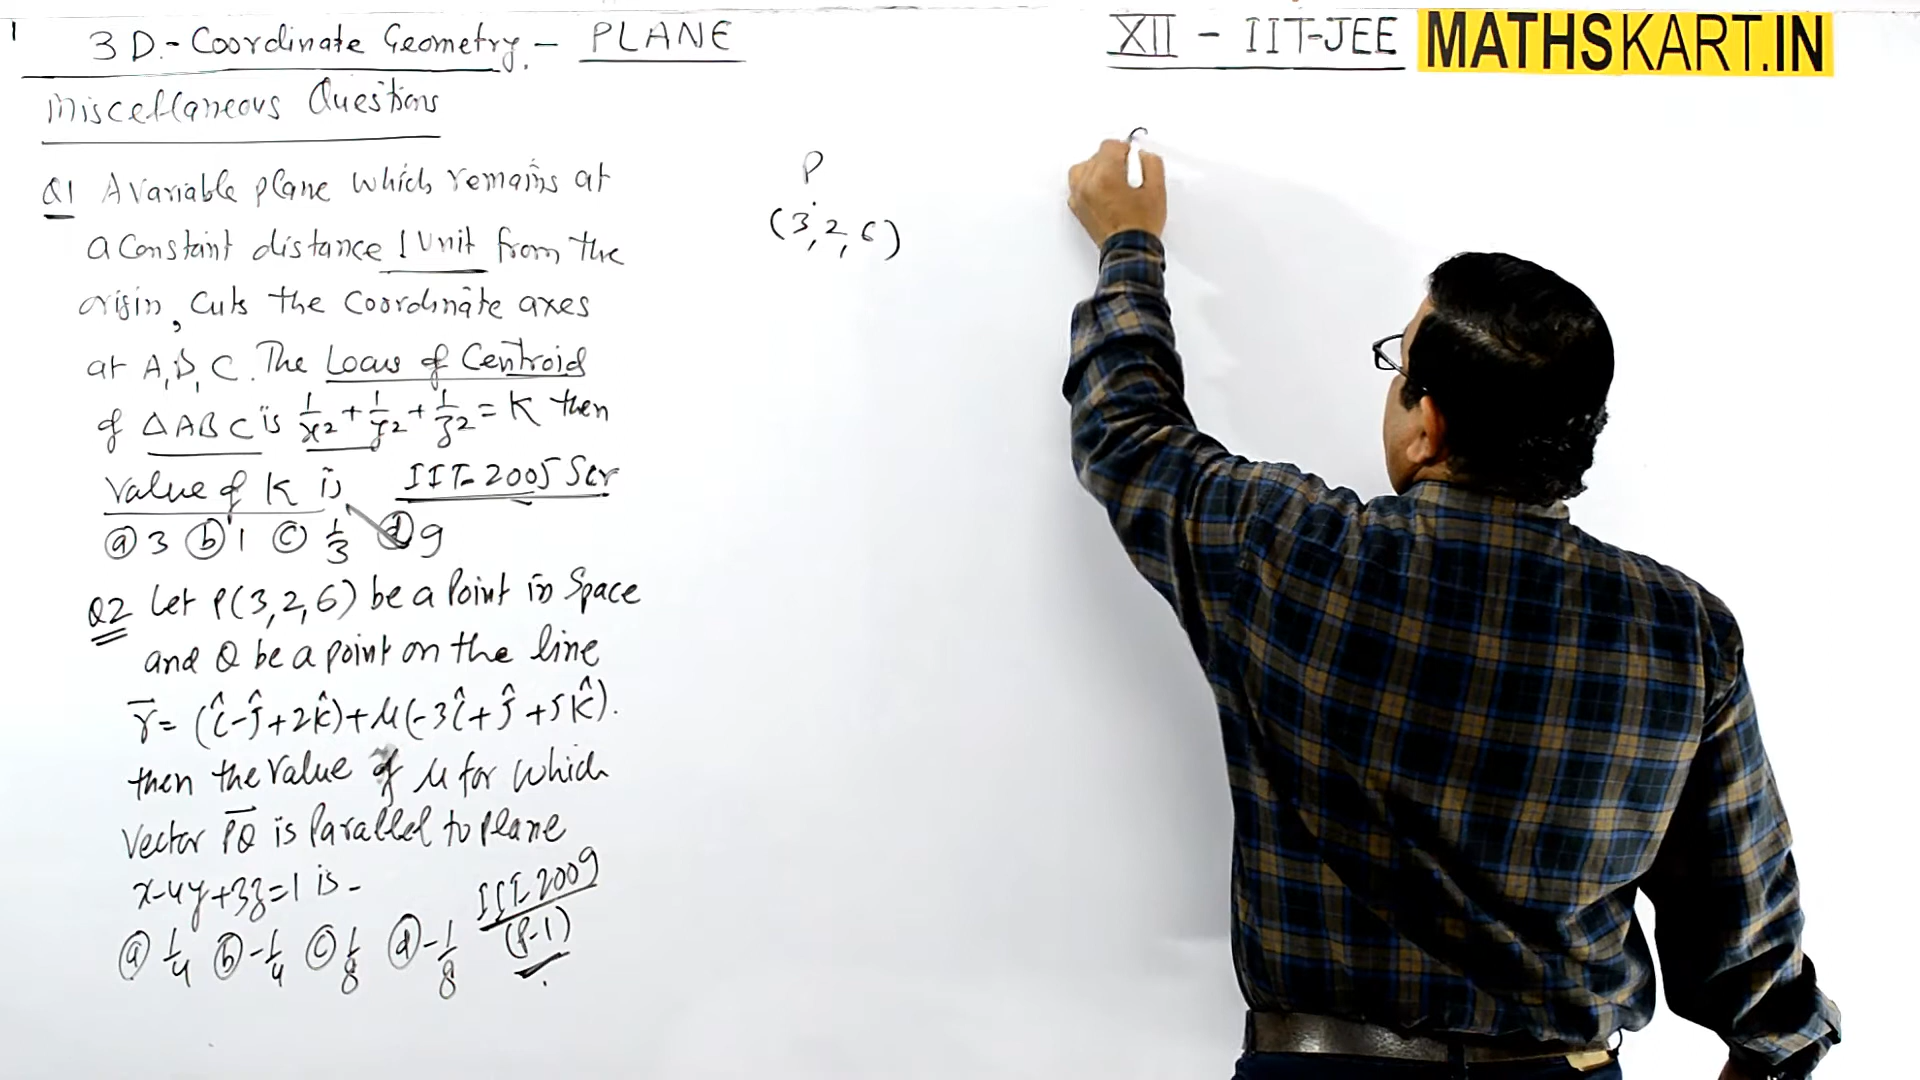 1
3D-Coordinate Geometry. - PLANE
XII - IIT-JEE MATHSKART.IN
Miscellaneous Questions
Q1 A variable plane which remains at
a constant distance 1 Unit from the
origin, cuts the coordinate axes
at A, B, C. The Locus of Centroid
of △ABC is 1/x² + 1/y² + 1/z² = K then
value of K is
IIT-2005 Scr
ⓐ 3 ⓑ 1 ⓒ 1/3 ⓓ 9
Q2 Let P(3,2,6) be a Point in Space
and Q be a point on the line
r̄ = (î-ĵ+2k̂)+μ(-3î+ĵ+5k̂).
then the value of μ for which
Vector P̄Q̄ is Parallel to plane
x-4y+3z=1 is -
IIT-2009
(P-1)
ⓐ 1/4 ⓑ -1/4 ⓒ 1/8 ⓓ -1/8
P
(3,2,6)